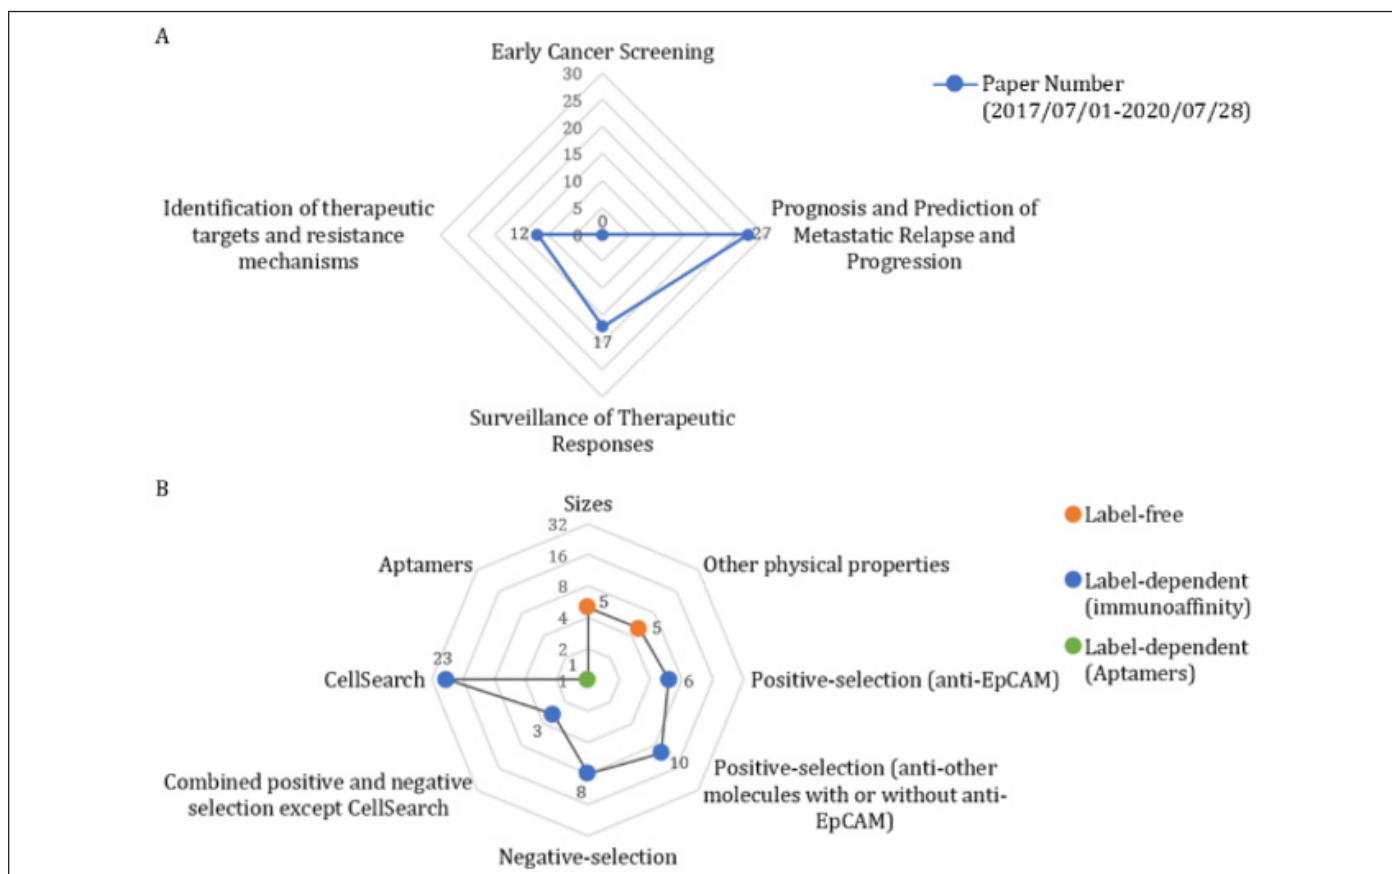 A
Early Cancer Screening
30
25
20
15
10
5
0
0
Paper Number
(2017/07/01-2020/07/28)
Identification of therapeutic
targets and resistance
mechanisms
12
27
Prognosis and Prediction of
Metastatic Relapse and
Progression
17
Surveillance of Therapeutic
Responses
B
Sizes
32
16
8
4
2
1
1
5
5
6
10
8
3
23
Aptamers
Other physical properties
CellSearch
Positive-selection (anti-EpCAM)
Combined positive and negative
selection except CellSearch
Positive-selection (anti-other
molecules with or without anti-
EpCAM)
Negative-selection
Label-free
Label-dependent
(immunoaffinity)
Label-dependent
(Aptamers)